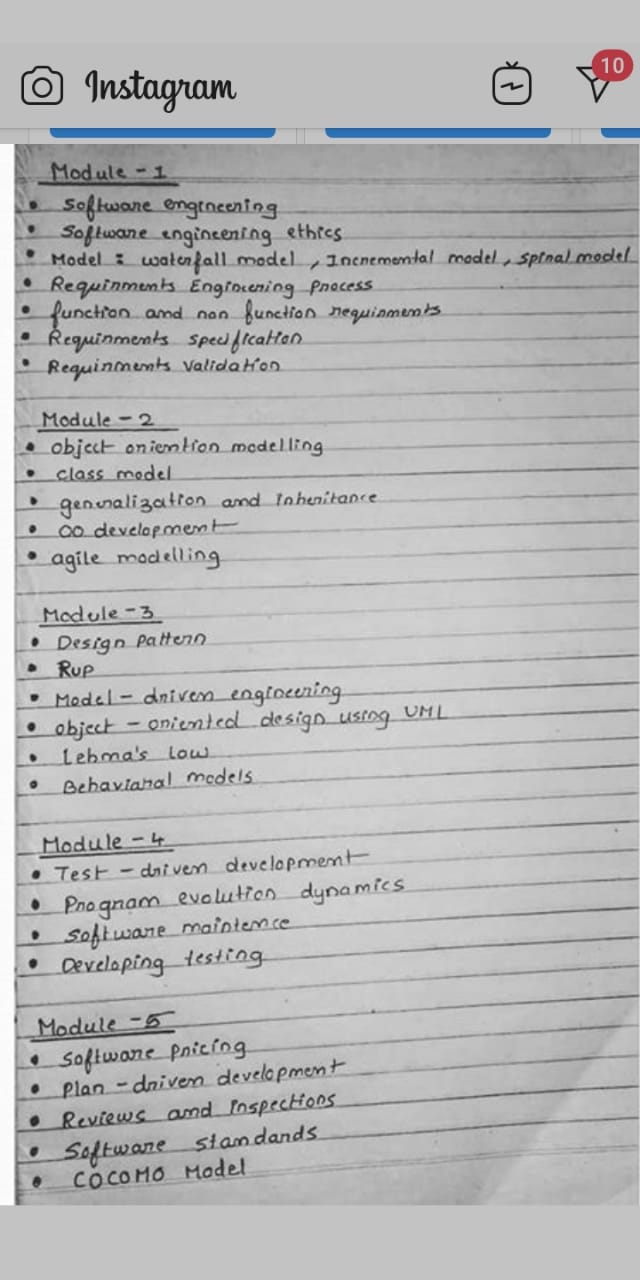 Instagram
10
Module - 1
• Software engineering
• Software engineering ethics
• Model : waterfall model , Incremental model , spiral model
• Requirments Engineering Process
• function and non function requirments
• Requirments specification
• Requirments validation
Module - 2
• object oriention modelling
• class model
• generalization and Inheritance
• OO development
• agile modelling
Module - 3
• Design pattern
• Rup
• Model - driven engineering
• object - oriented design using UML
• Lehma's low
• Behavioral models
Module - 4
• Test - driven development
• Program evolution dynamics
• Software maintence
• Developing testing
Module - 5
• Software pricing
• Plan - driven development
• Reviews and Inspections
• Software standards
• COCOMO Model